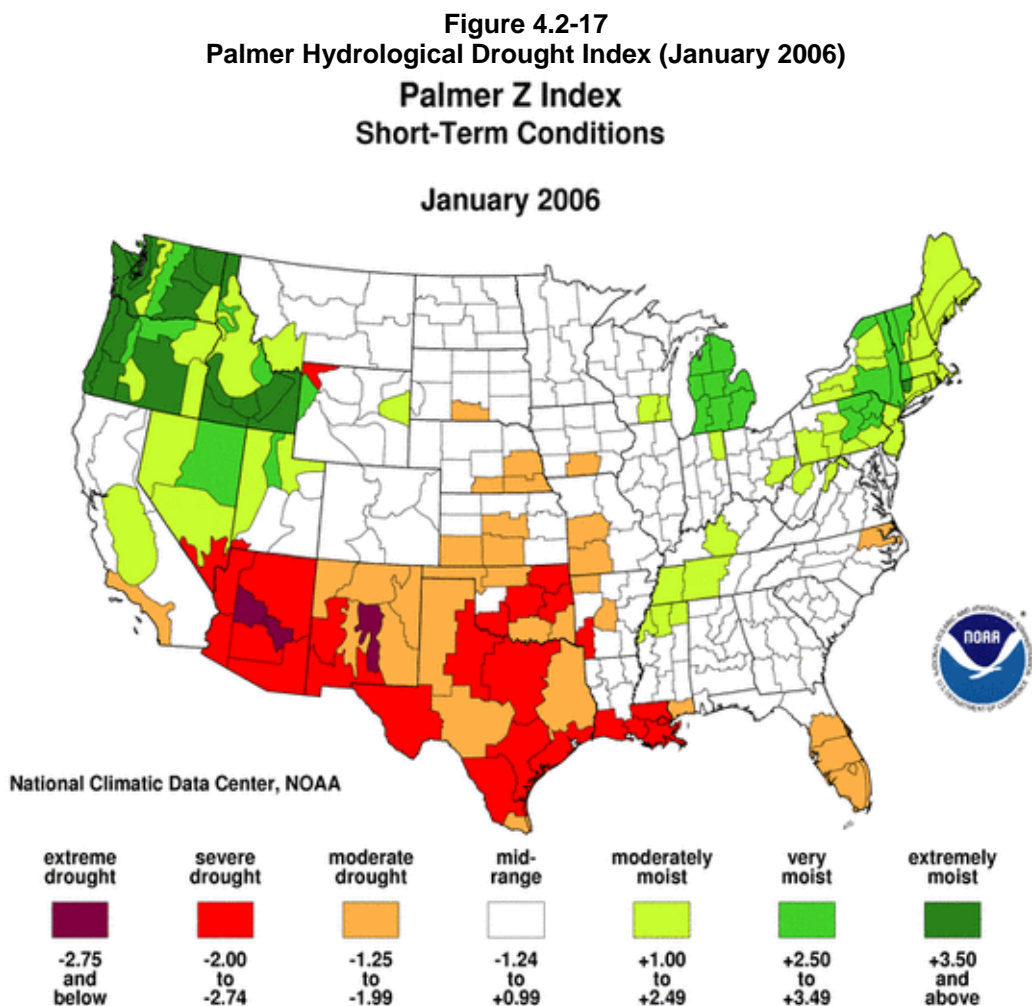 Figure 4.2-17
Palmer Hydrological Drought Index (January 2006)
Palmer Z Index
Short-Term Conditions
January 2006
NOAA
National Climatic Data Center, NOAA
extreme drought
severe drought
moderate drought
mid-range
moderately moist
very moist
extremely moist
-2.75 and below
-2.00 to -2.74
-1.25 to -1.99
-1.24 to +0.99
+1.00 to +2.49
+2.50 to +3.49
+3.50 and above